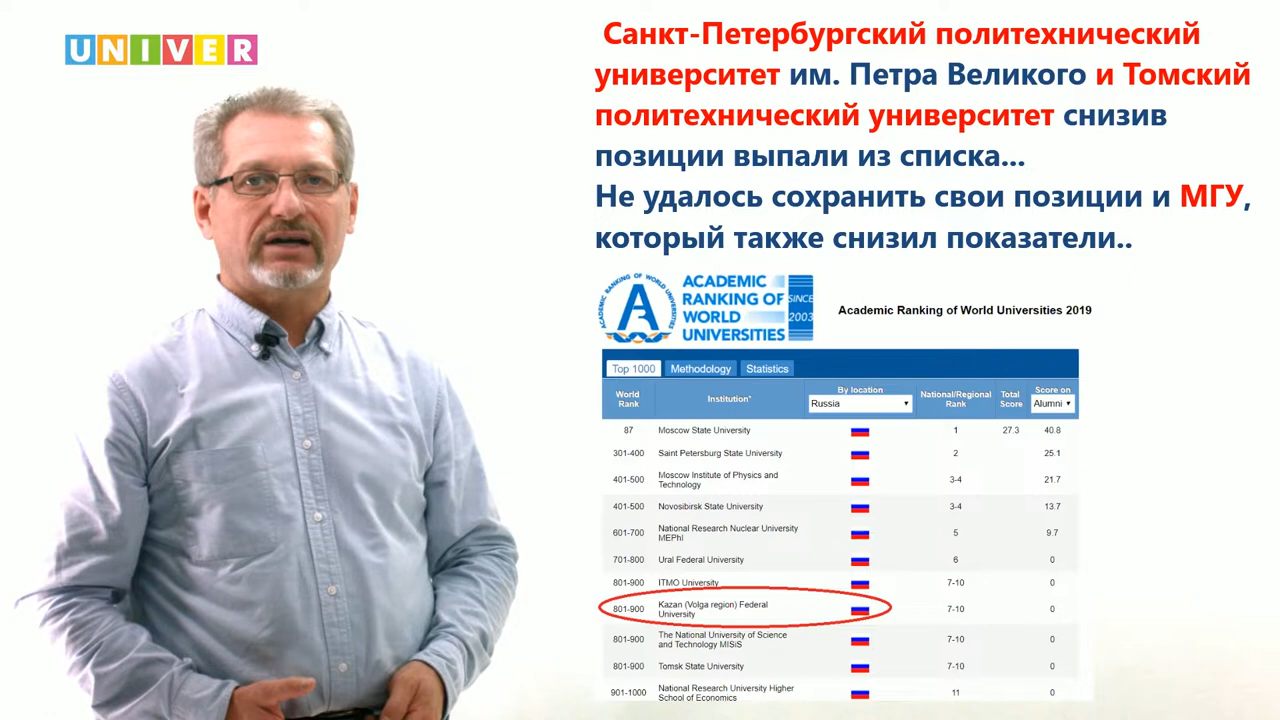 UNIVER
Санкт-Петербургский политехнический
университет им. Петра Великого и Томский
политехнический университет снизив
позиции выпали из списка...
Не удалось сохранить свои позиции и МГУ,
который также снизил показатели..
ACADEMIC RANKING OF WORLD UNIVERSITIES
ACADEMIC
RANKING OF
WORLD
UNIVERSITIES
SINCE
2003
Academic Ranking of World Universities 2019
Top 1000 Methodology Statistics
World Rank Institution* By location Russia National/Regional Rank Total Score Score on Alumni
87 Moscow State University 1 27.3 40.8
301-400 Saint Petersburg State University 2 25.1
401-500 Moscow Institute of Physics and
Technology 3-4 21.7
401-500 Novosibirsk State University 3-4 13.7
601-700 National Research Nuclear University
MEPhI 5 9.7
701-800 Ural Federal University 6 0
801-900 ITMO University 7-10 0
801-900 Kazan (Volga region) Federal
University 7-10 0
801-900 The National University of Science
and Technology MISiS 7-10 0
801-900 Tomsk State University 7-10 0
901-1000 National Research University Higher
School of Economics 11 0